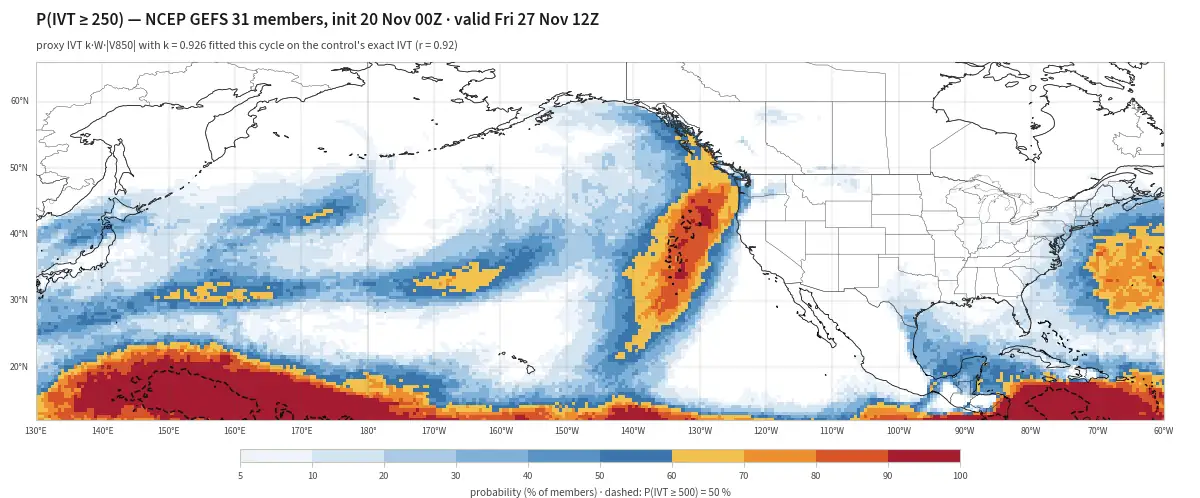 P(IVT ≥ 250) — NCEP GEFS 31 members, init 20 Nov 00Z · valid Fri 27 Nov 12Z
proxy IVT k·W·|V850| with k = 0.926 fitted this cycle on the control's exact IVT (r = 0.92)
60°N
50°N
40°N
30°N
20°N
130°E 140°E 150°E 160°E 170°E 180° 170°W 160°W 150°W 140°W 130°W 120°W 110°W 100°W 90°W 80°W 70°W 60°W
5 10 20 30 40 50 60 70 80 90 100
probability (% of members) · dashed: P(IVT ≥ 500) = 50 %